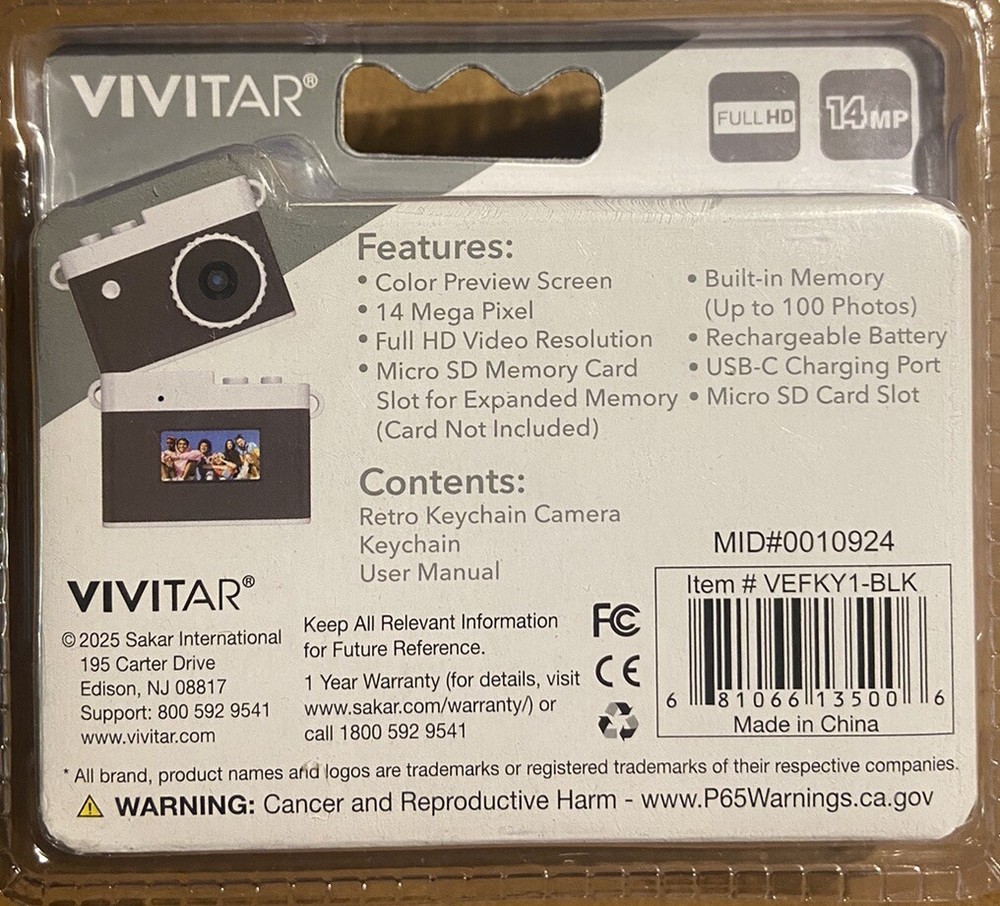 VIVITAR®
FULL HD
14MP
Features:
• Color Preview Screen
• 14 Mega Pixel
• Full HD Video Resolution
• Micro SD Memory Card
Slot for Expanded Memory
(Card Not Included)
• Built-in Memory
(Up to 100 Photos)
• Rechargeable Battery
• USB-C Charging Port
• Micro SD Card Slot
Contents:
Retro Keychain Camera
Keychain
User Manual
MID#0010924
Item # VEFKY1-BLK
6 81066 13500 6
Made in China
VIVITAR®
© 2025 Sakar International
195 Carter Drive
Edison, NJ 08817
Support: 800 592 9541
www.vivitar.com
Keep All Relevant Information
for Future Reference.
1 Year Warranty (for details, visit
www.sakar.com/warranty/) or
call 1800 592 9541
FC
CE
* All brand, product names and logos are trademarks or registered trademarks of their respective companies.
⚠ WARNING: Cancer and Reproductive Harm - www.P65Warnings.ca.gov